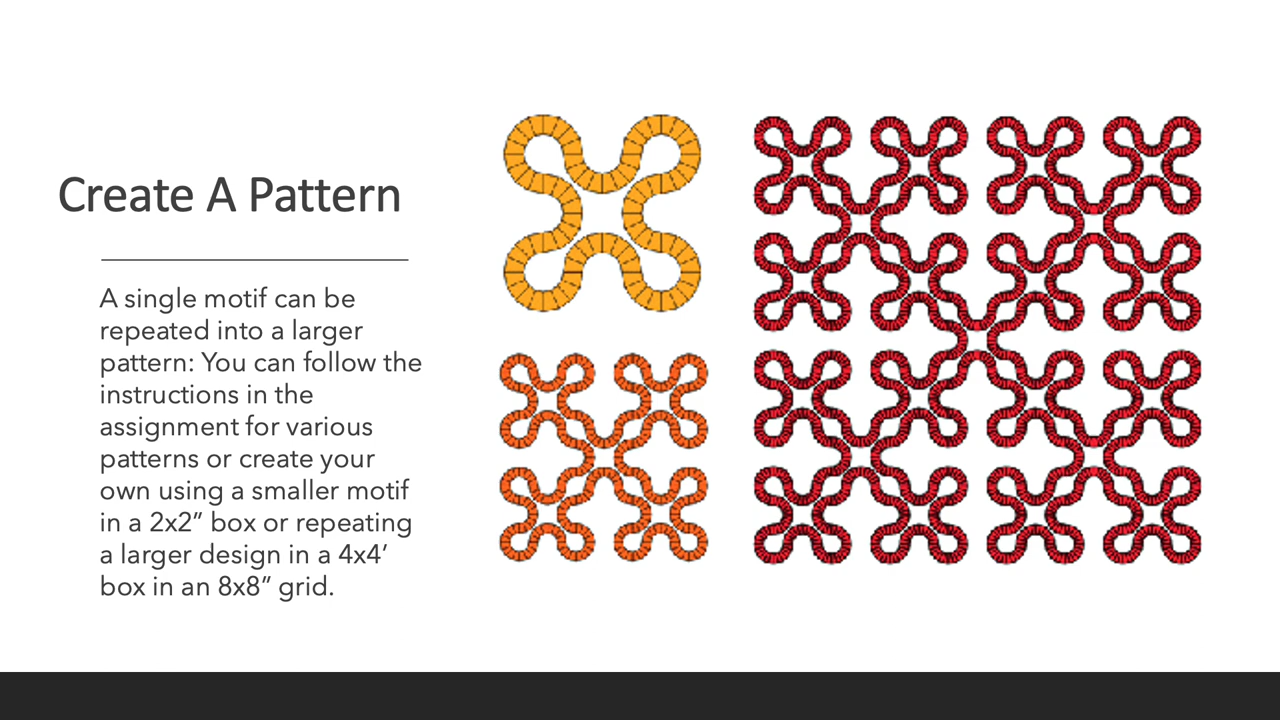 Create A Pattern
A single motif can be
repeated into a larger
pattern: You can follow the
instructions in the
assignment for various
patterns or create your
own using a smaller motif
in a 2x2” box or repeating
a larger design in a 4x4’
box in an 8x8” grid.